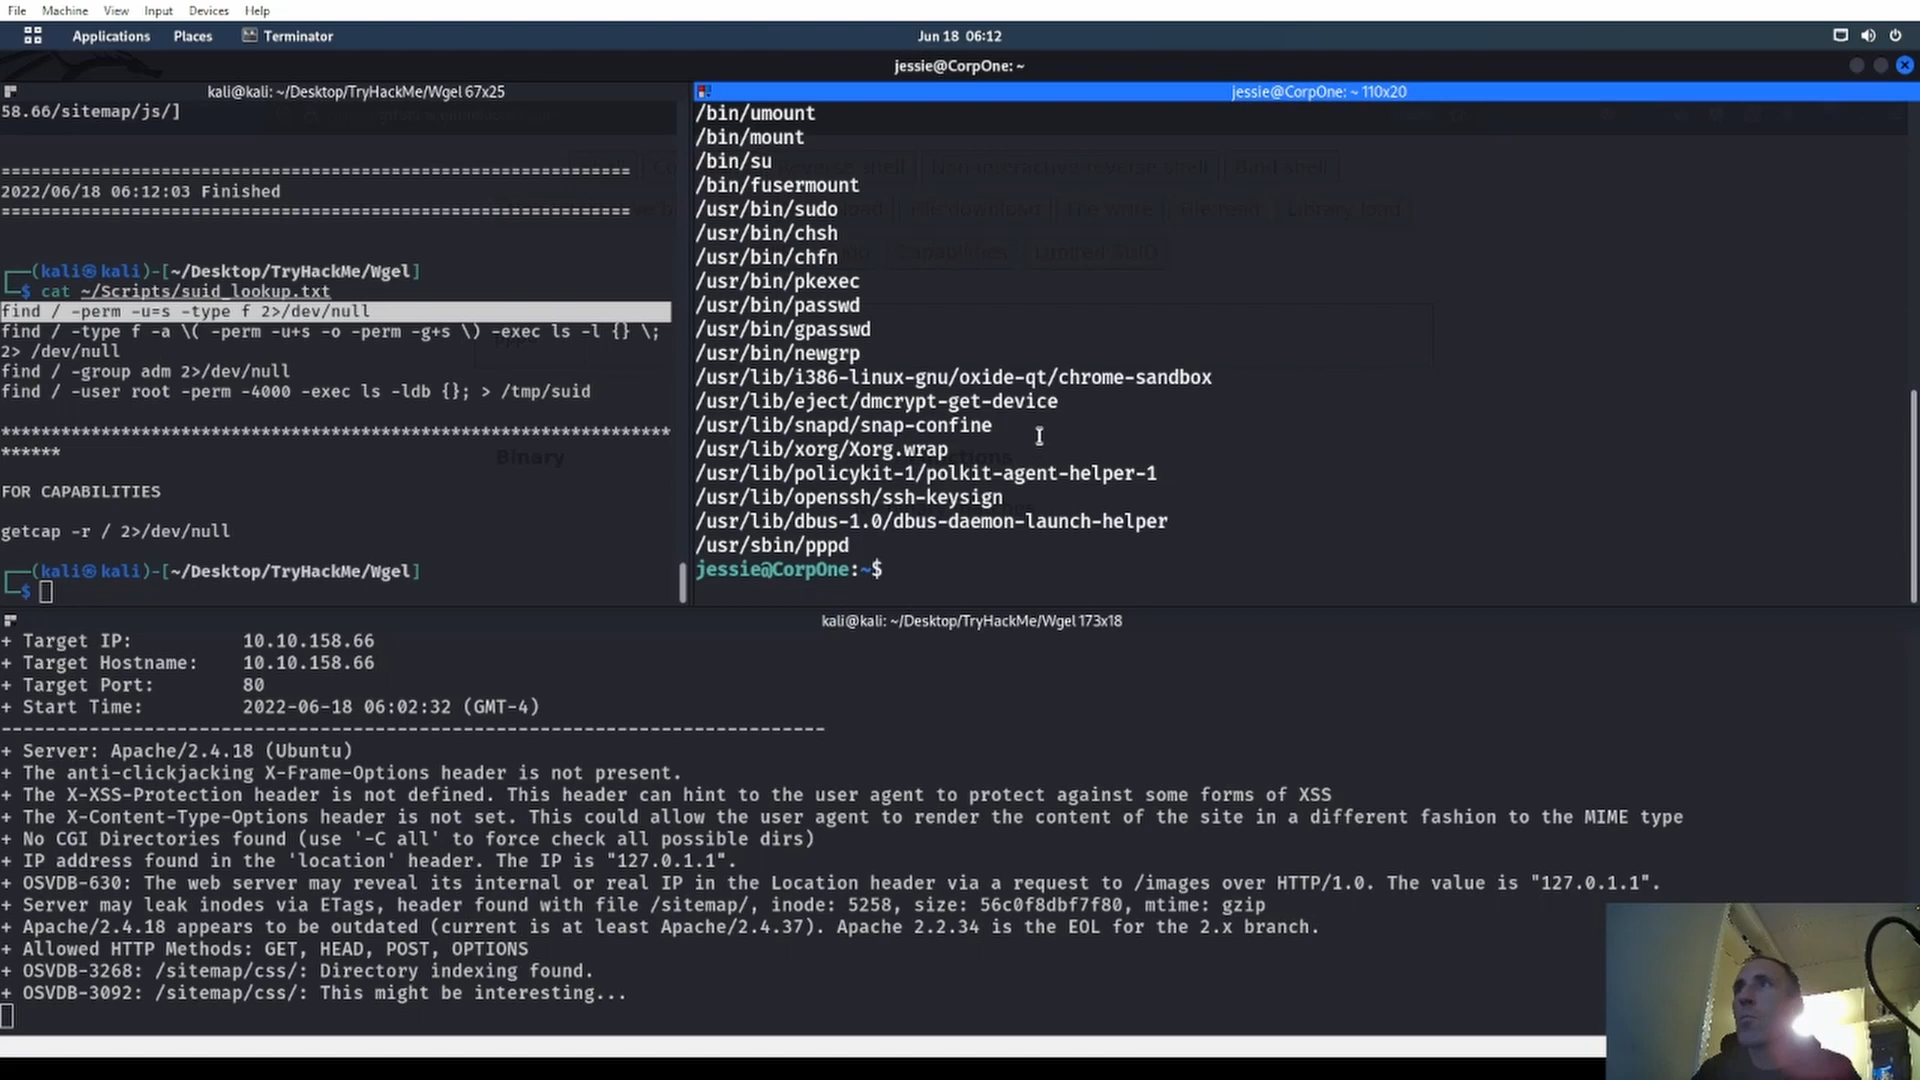 File Machine View Input Devices Help
Applications Places Terminator Jun 18 06:12
jessie@CorpOne: ~
kali@kali: ~/Desktop/TryHackMe/Wgel 67x25
58.66/sitemap/js/]
===============================================================
2022/06/18 06:12:03 Finished
===============================================================
┌──(kali㉿kali)-[~/Desktop/TryHackMe/Wgel]
└─$ cat ~/Scripts/suid_lookup.txt
find / -perm -u=s -type f 2>/dev/null
find / -type f -a \( -perm -u+s -o -perm -g+s \) -exec ls -l {} \;
2> /dev/null
find / -group adm 2>/dev/null
find / -user root -perm -4000 -exec ls -ldb {}; > /tmp/suid
*******************************************************************
******
FOR CAPABILITIES
getcap -r / 2>/dev/null
┌──(kali㉿kali)-[~/Desktop/TryHackMe/Wgel]
└─$
jessie@CorpOne: ~ 110x20
/bin/umount
/bin/mount
/bin/su
/bin/fusermount
/usr/bin/sudo
/usr/bin/chsh
/usr/bin/chfn
/usr/bin/pkexec
/usr/bin/passwd
/usr/bin/gpasswd
/usr/bin/newgrp
/usr/lib/i386-linux-gnu/oxide-qt/chrome-sandbox
/usr/lib/eject/dmcrypt-get-device
/usr/lib/snapd/snap-confine
/usr/lib/xorg/Xorg.wrap
/usr/lib/policykit-1/polkit-agent-helper-1
/usr/lib/openssh/ssh-keysign
/usr/lib/dbus-1.0/dbus-daemon-launch-helper
/usr/sbin/pppd
jessie@CorpOne:~$
Binary
kali@kali: ~/Desktop/TryHackMe/Wgel 173x18
+ Target IP: 10.10.158.66
+ Target Hostname: 10.10.158.66
+ Target Port: 80
+ Start Time: 2022-06-18 06:02:32 (GMT-4)
---------------------------------------------------------------------------
+ Server: Apache/2.4.18 (Ubuntu)
+ The anti-clickjacking X-Frame-Options header is not present.
+ The X-XSS-Protection header is not defined. This header can hint to the user agent to protect against some forms of XSS
+ The X-Content-Type-Options header is not set. This could allow the user agent to render the content of the site in a different fashion to the MIME type
+ No CGI Directories found (use '-C all' to force check all possible dirs)
+ IP address found in the 'location' header. The IP is "127.0.1.1".
+ OSVDB-630: The web server may reveal its internal or real IP in the Location header via a request to /images over HTTP/1.0. The value is "127.0.1.1".
+ Server may leak inodes via ETags, header found with file /sitemap/, inode: 5258, size: 56c0f8dbf7f80, mtime: gzip
+ Apache/2.4.18 appears to be outdated (current is at least Apache/2.4.37). Apache 2.2.34 is the EOL for the 2.x branch.
+ Allowed HTTP Methods: GET, HEAD, POST, OPTIONS
+ OSVDB-3268: /sitemap/css/: Directory indexing found.
+ OSVDB-3092: /sitemap/css/: This might be interesting...